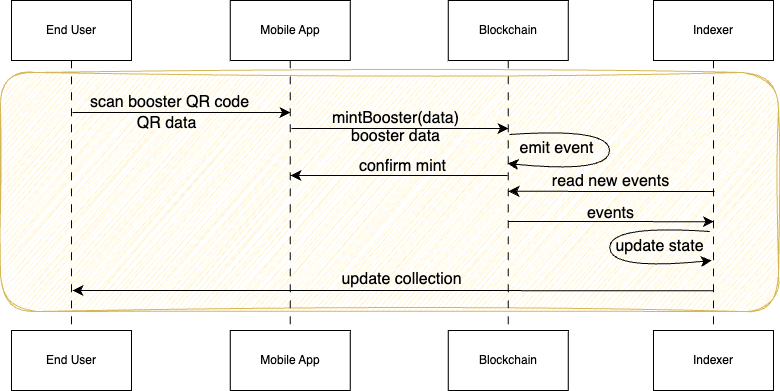 End User
Mobile App
Blockchain
Indexer
scan booster QR code
QR data
mintBooster(data)
booster data
emit event
confirm mint
read new events
events
update state
update collection
End User
Mobile App
Blockchain
Indexer